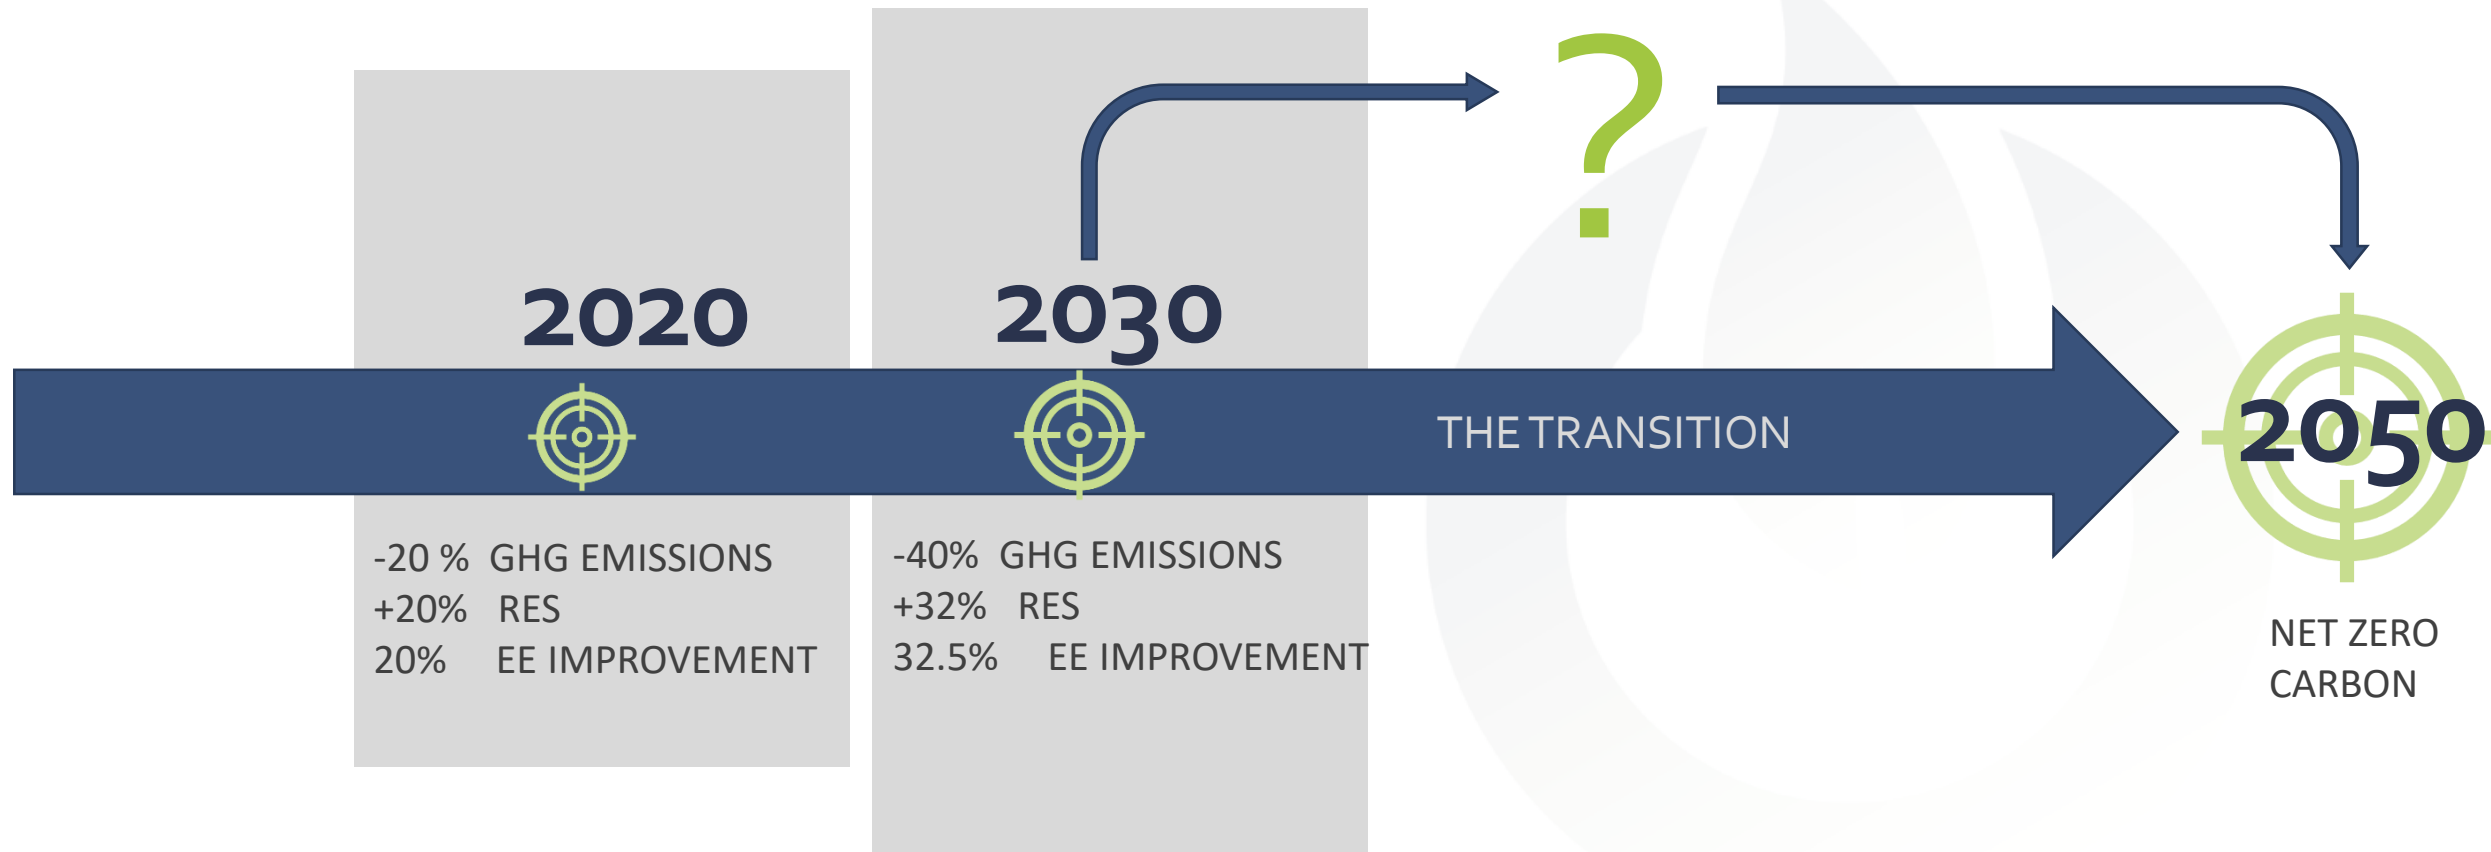 ?
2020
2030
THE TRANSITION
2050
-20 % GHG EMISSIONS
+20% RES
20% EE IMPROVEMENT
-40% GHG EMISSIONS
+32% RES
32.5% EE IMPROVEMENT
NET ZERO
CARBON